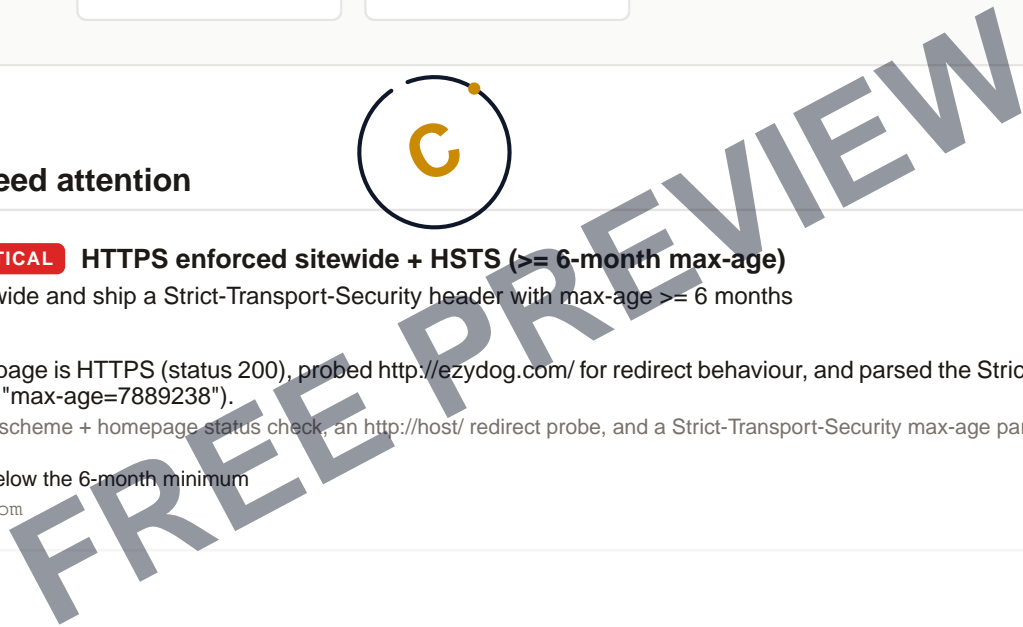 C
eed attention
TICAL HTTPS enforced sitewide + HSTS (>= 6-month max-age)
wide and ship a Strict-Transport-Security header with max-age >= 6 months
page is HTTPS (status 200), probed http://ezydog.com/ for redirect behaviour, and parsed the Stric
"max-age=7889238").
scheme + homepage status check, an http://host/ redirect probe, and a Strict-Transport-Security max-age par
elow the 6-month minimum
om
FREE PREVIEW